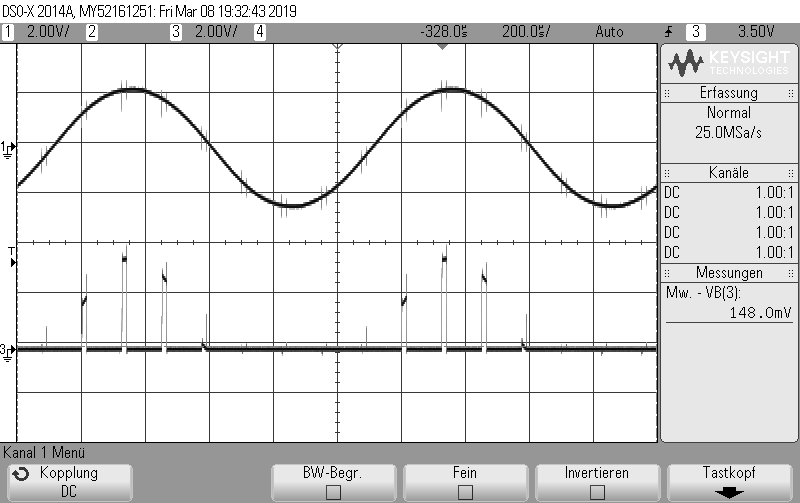 DSO-X 2014A, MY52161251: Fri Mar 08 19:32:43 2019
1 2.00V/ 2 3 2.00V/ 4 -328.0s 200.0s/ Auto 3 3.50V
KEYSIGHT
TECHNOLOGIES
Erfassung
Normal
25.0MSa/s
Kanäle
DC 1.00:1
DC 1.00:1
DC 1.00:1
DC 1.00:1
Messungen
Mw. - VB(3):
148.0mV
1
T
3
Kanal 1 Menü
Kopplung
DC
BW-Begr.
Fein
Invertieren
Tastkopf